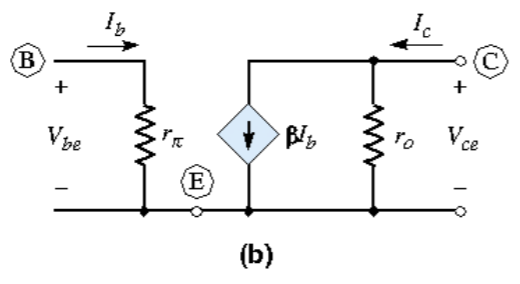 I_b I_c
B C
+ +
V_be r_π βI_b r_o V_ce
E
– –
(b)